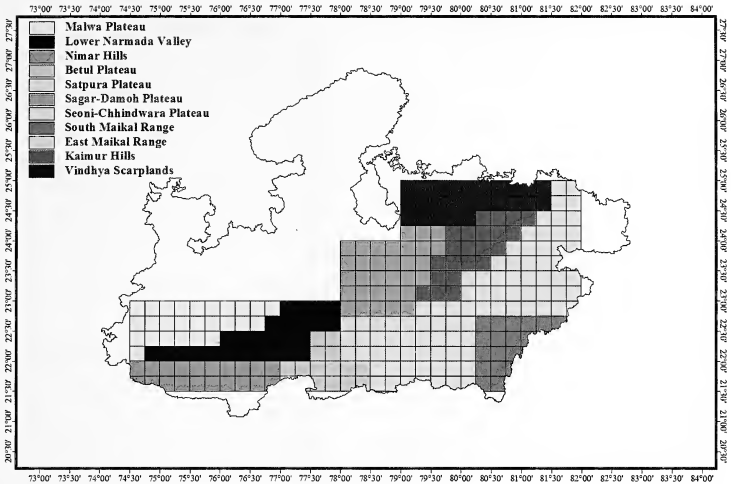 73°00' 73°30' 74°00' 74°30' 75°00' 75°30' 76°00' 76°30' 77°00' 77°30' 78°00' 78°30' 79°00' 79°30' 80°00' 80°30' 81°00' 81°30' 82°00' 82°30' 83°00' 83°30' 84°00'
27°30' 27°00' 26°30' 26°00' 25°30' 25°00' 24°30' 24°00' 23°30' 23°00' 22°30' 22°00' 21°30' 21°00' 20°30'
Malwa Plateau
Lower Narmada Valley
Nimar Hills
Betul Plateau
Satpura Plateau
Sagar-Damoh Plateau
Seoni-Chhindwara Plateau
South Maikal Range
East Maikal Range
Kaimur Hills
Vindhya Scarplands
27°30' 27°00' 26°30' 26°00' 25°30' 25°00' 24°30' 24°00' 23°30' 23°00' 22°30' 22°00' 21°30' 21°00' 20°30'
73°00' 73°30' 74°00' 74°30' 75°00' 75°30' 76°00' 76°30' 77°00' 77°30' 78°00' 78°30' 79°00' 79°30' 80°00' 80°30' 81°00' 81°30' 82°00' 82°30' 83°00' 83°30' 84°00'